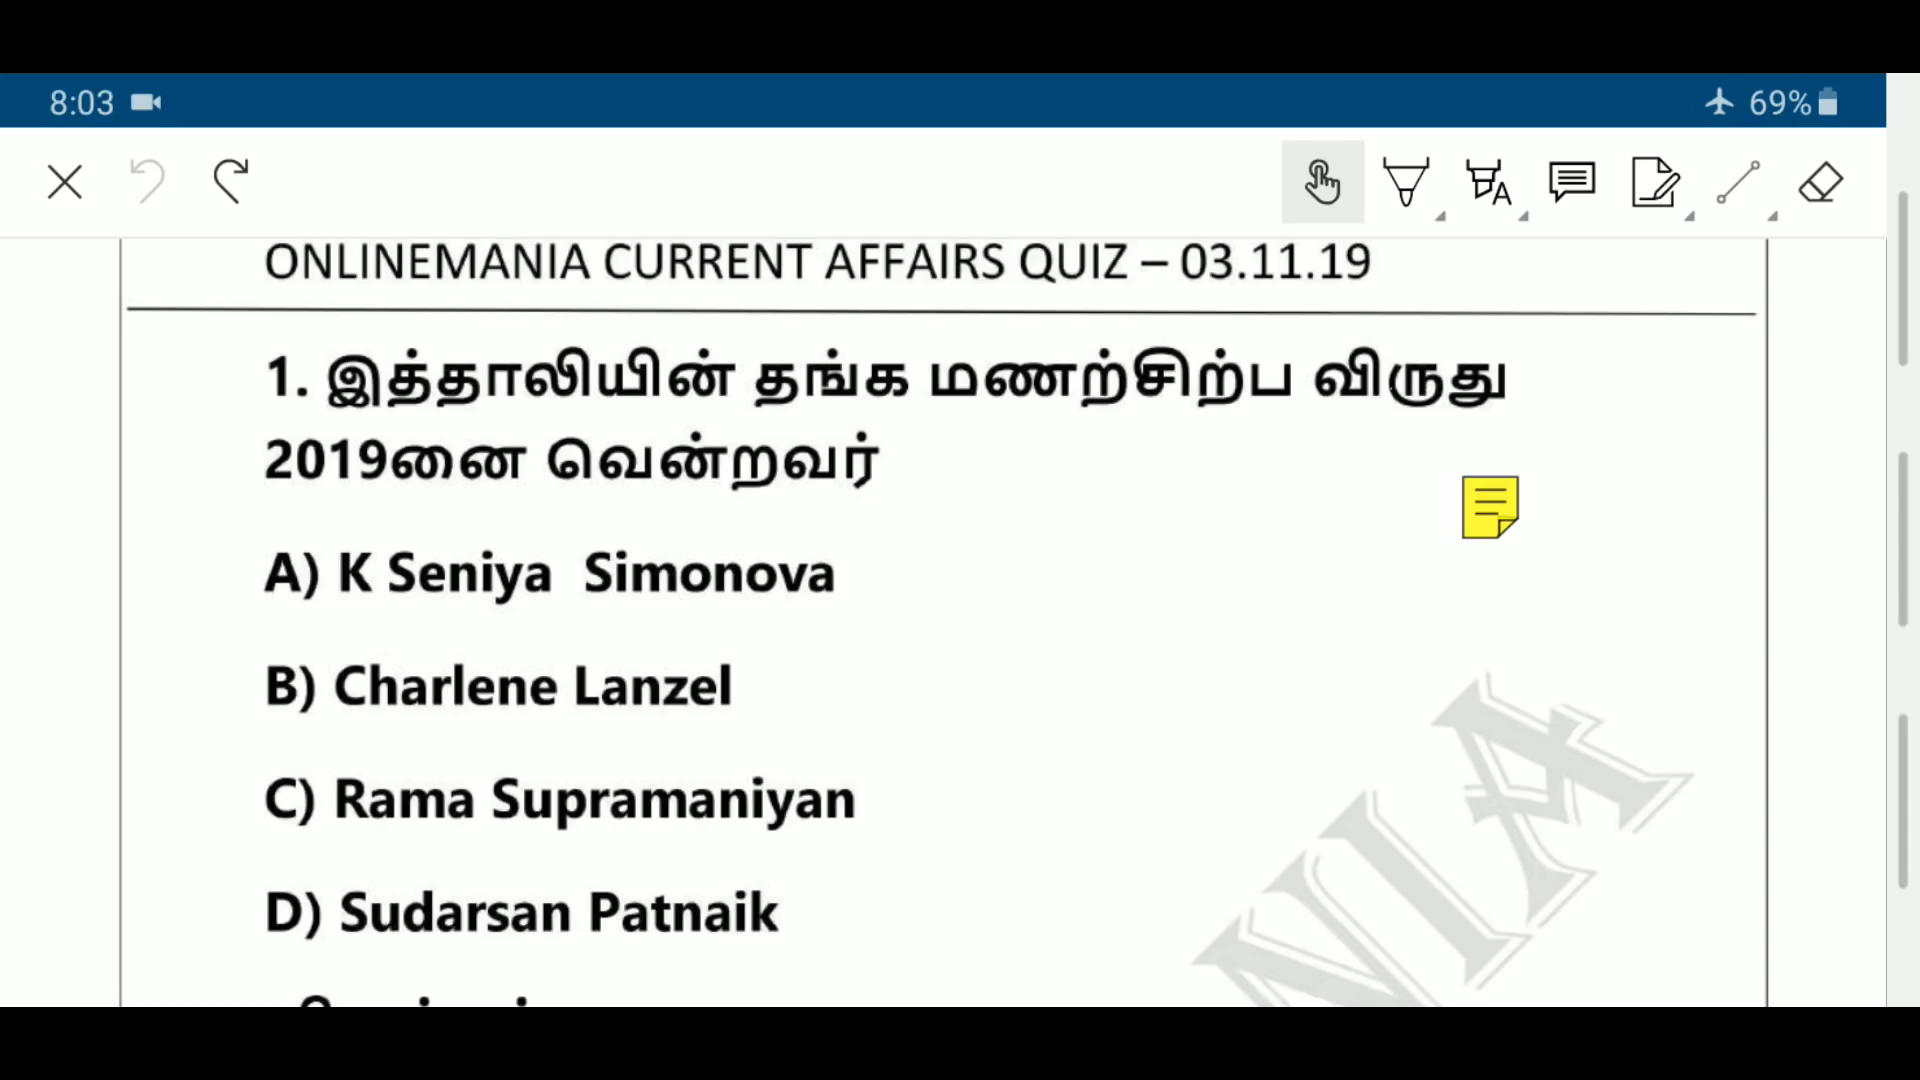 8:03
69%
ONLINEMANIA CURRENT AFFAIRS QUIZ – 03.11.19
1. இத்தாலியின் தங்க மணற்சிற்ப விருது
2019னை வென்றவர்
A) K Seniya  Simonova
B) Charlene Lanzel
C) Rama Supramaniyan
D) Sudarsan Patnaik
NIA